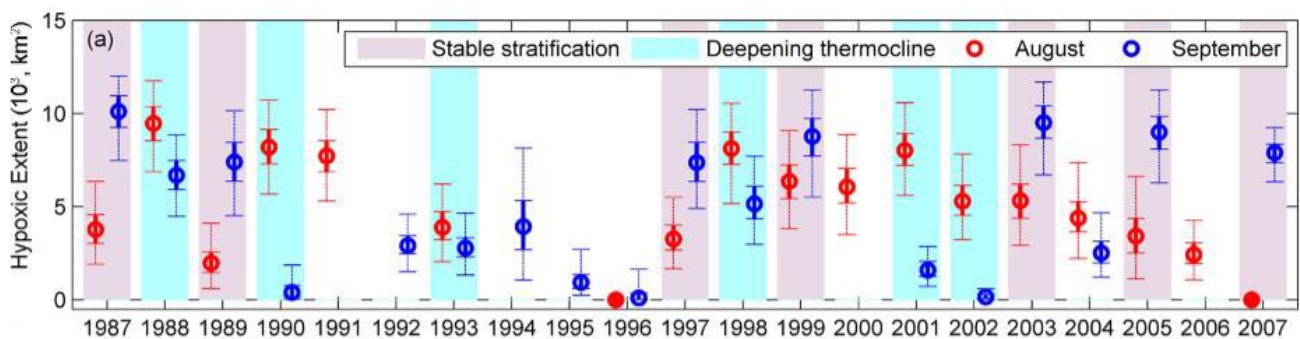 15
(a)
Stable stratification
Deepening thermocline
August
September
10
5
0
Hypoxic Extent (10³, km²)
1987 1988 1989 1990 1991 1992 1993 1994 1995 1996 1997 1998 1999 2000 2001 2002 2003 2004 2005 2006 2007